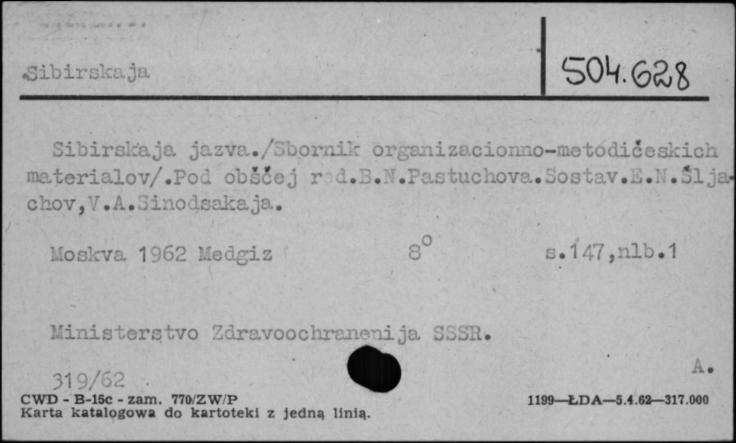 Sibirskaja
504.628
Sibirskaja jazva./Sbornik organizacionno-metodićeskich
materialov/.Pod obšćej r d.B.N.Pastuchova.Sostav.E.N.Šlja-
chov,V.A.Sinodsakaja.
Moskva 1962 Medgiz 8° s.147,nlb.1
Ministerstvo Zdravoochranenija SSSR.
319/62 A.
CWD - B-15c - zam. 770/ZW/P 1199—ŁDA—5.4.62—317.000
Karta katalogowa do kartoteki z jedną linią.